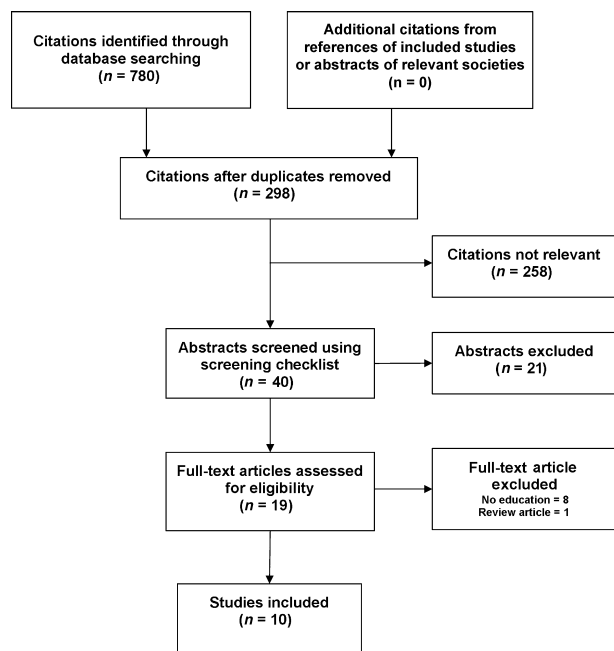 Citations identified through
database searching
(n = 780)
Additional citations from
references of included studies
or abstracts of relevant societies
(n = 0)
Citations after duplicates removed
(n = 298)
Citations not relevant
(n = 258)
Abstracts screened using
screening checklist
(n = 40)
Abstracts excluded
(n = 21)
Full-text articles assessed
for eligibility
(n = 19)
Full-text article
excluded
No education = 8
Review article = 1
Studies included
(n = 10)